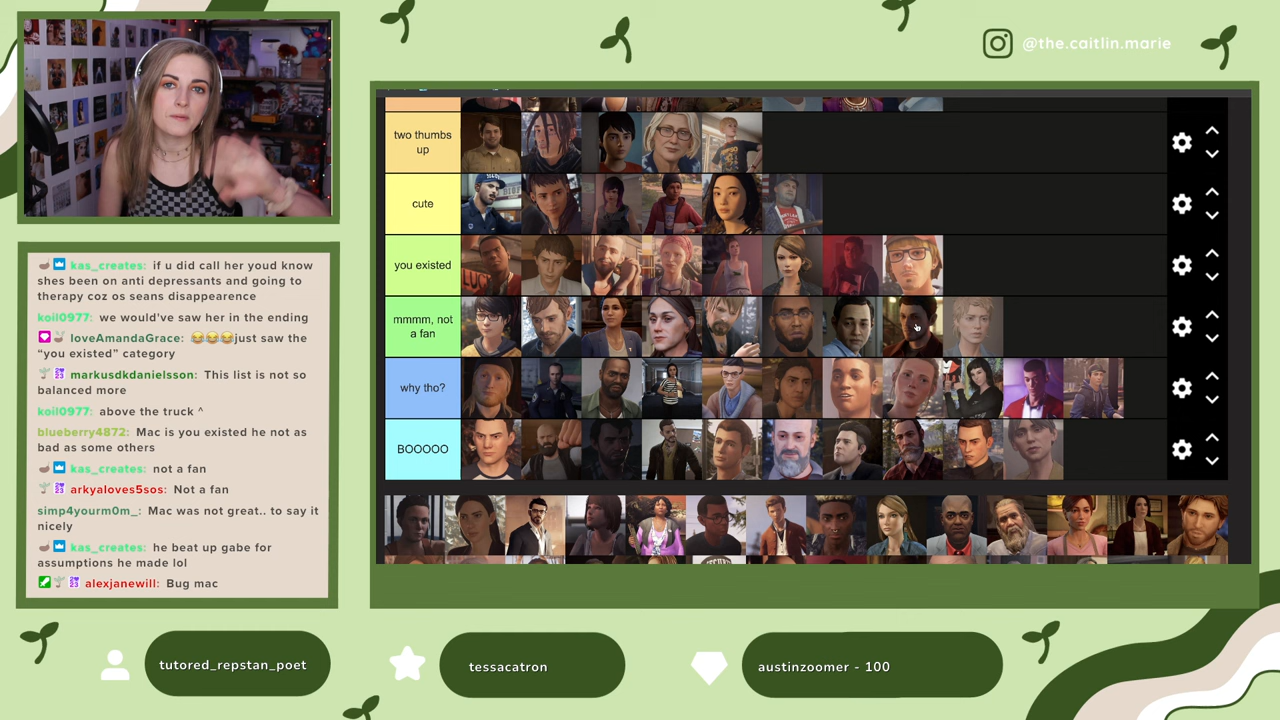 @the.caitlin.marie
kas_creates: if u did call her youd know
shes been on anti depressants and going to
therapy coz os seans disappearence
koil0977: we would've saw her in the ending
loveAmandaGrace: 😂😂😂just saw the
“you existed” category
markusdkdanielsson: This list is not so
balanced more
koil0977: above the truck ^
blueberry4872: Mac is you existed he not as
bad as some others
kas_creates: not a fan
arkyaloves5sos: Not a fan
simp4yourm0m_: Mac was not great.. to say it
nicely
kas_creates: he beat up gabe for
assumptions he made lol
alexjanewill: Bug mac
two thumbs
up
cute
you existed
mmmm, not
a fan
why tho?
BOOOOO
tutored_repstan_poet
tessacatron
austinzoomer - 100